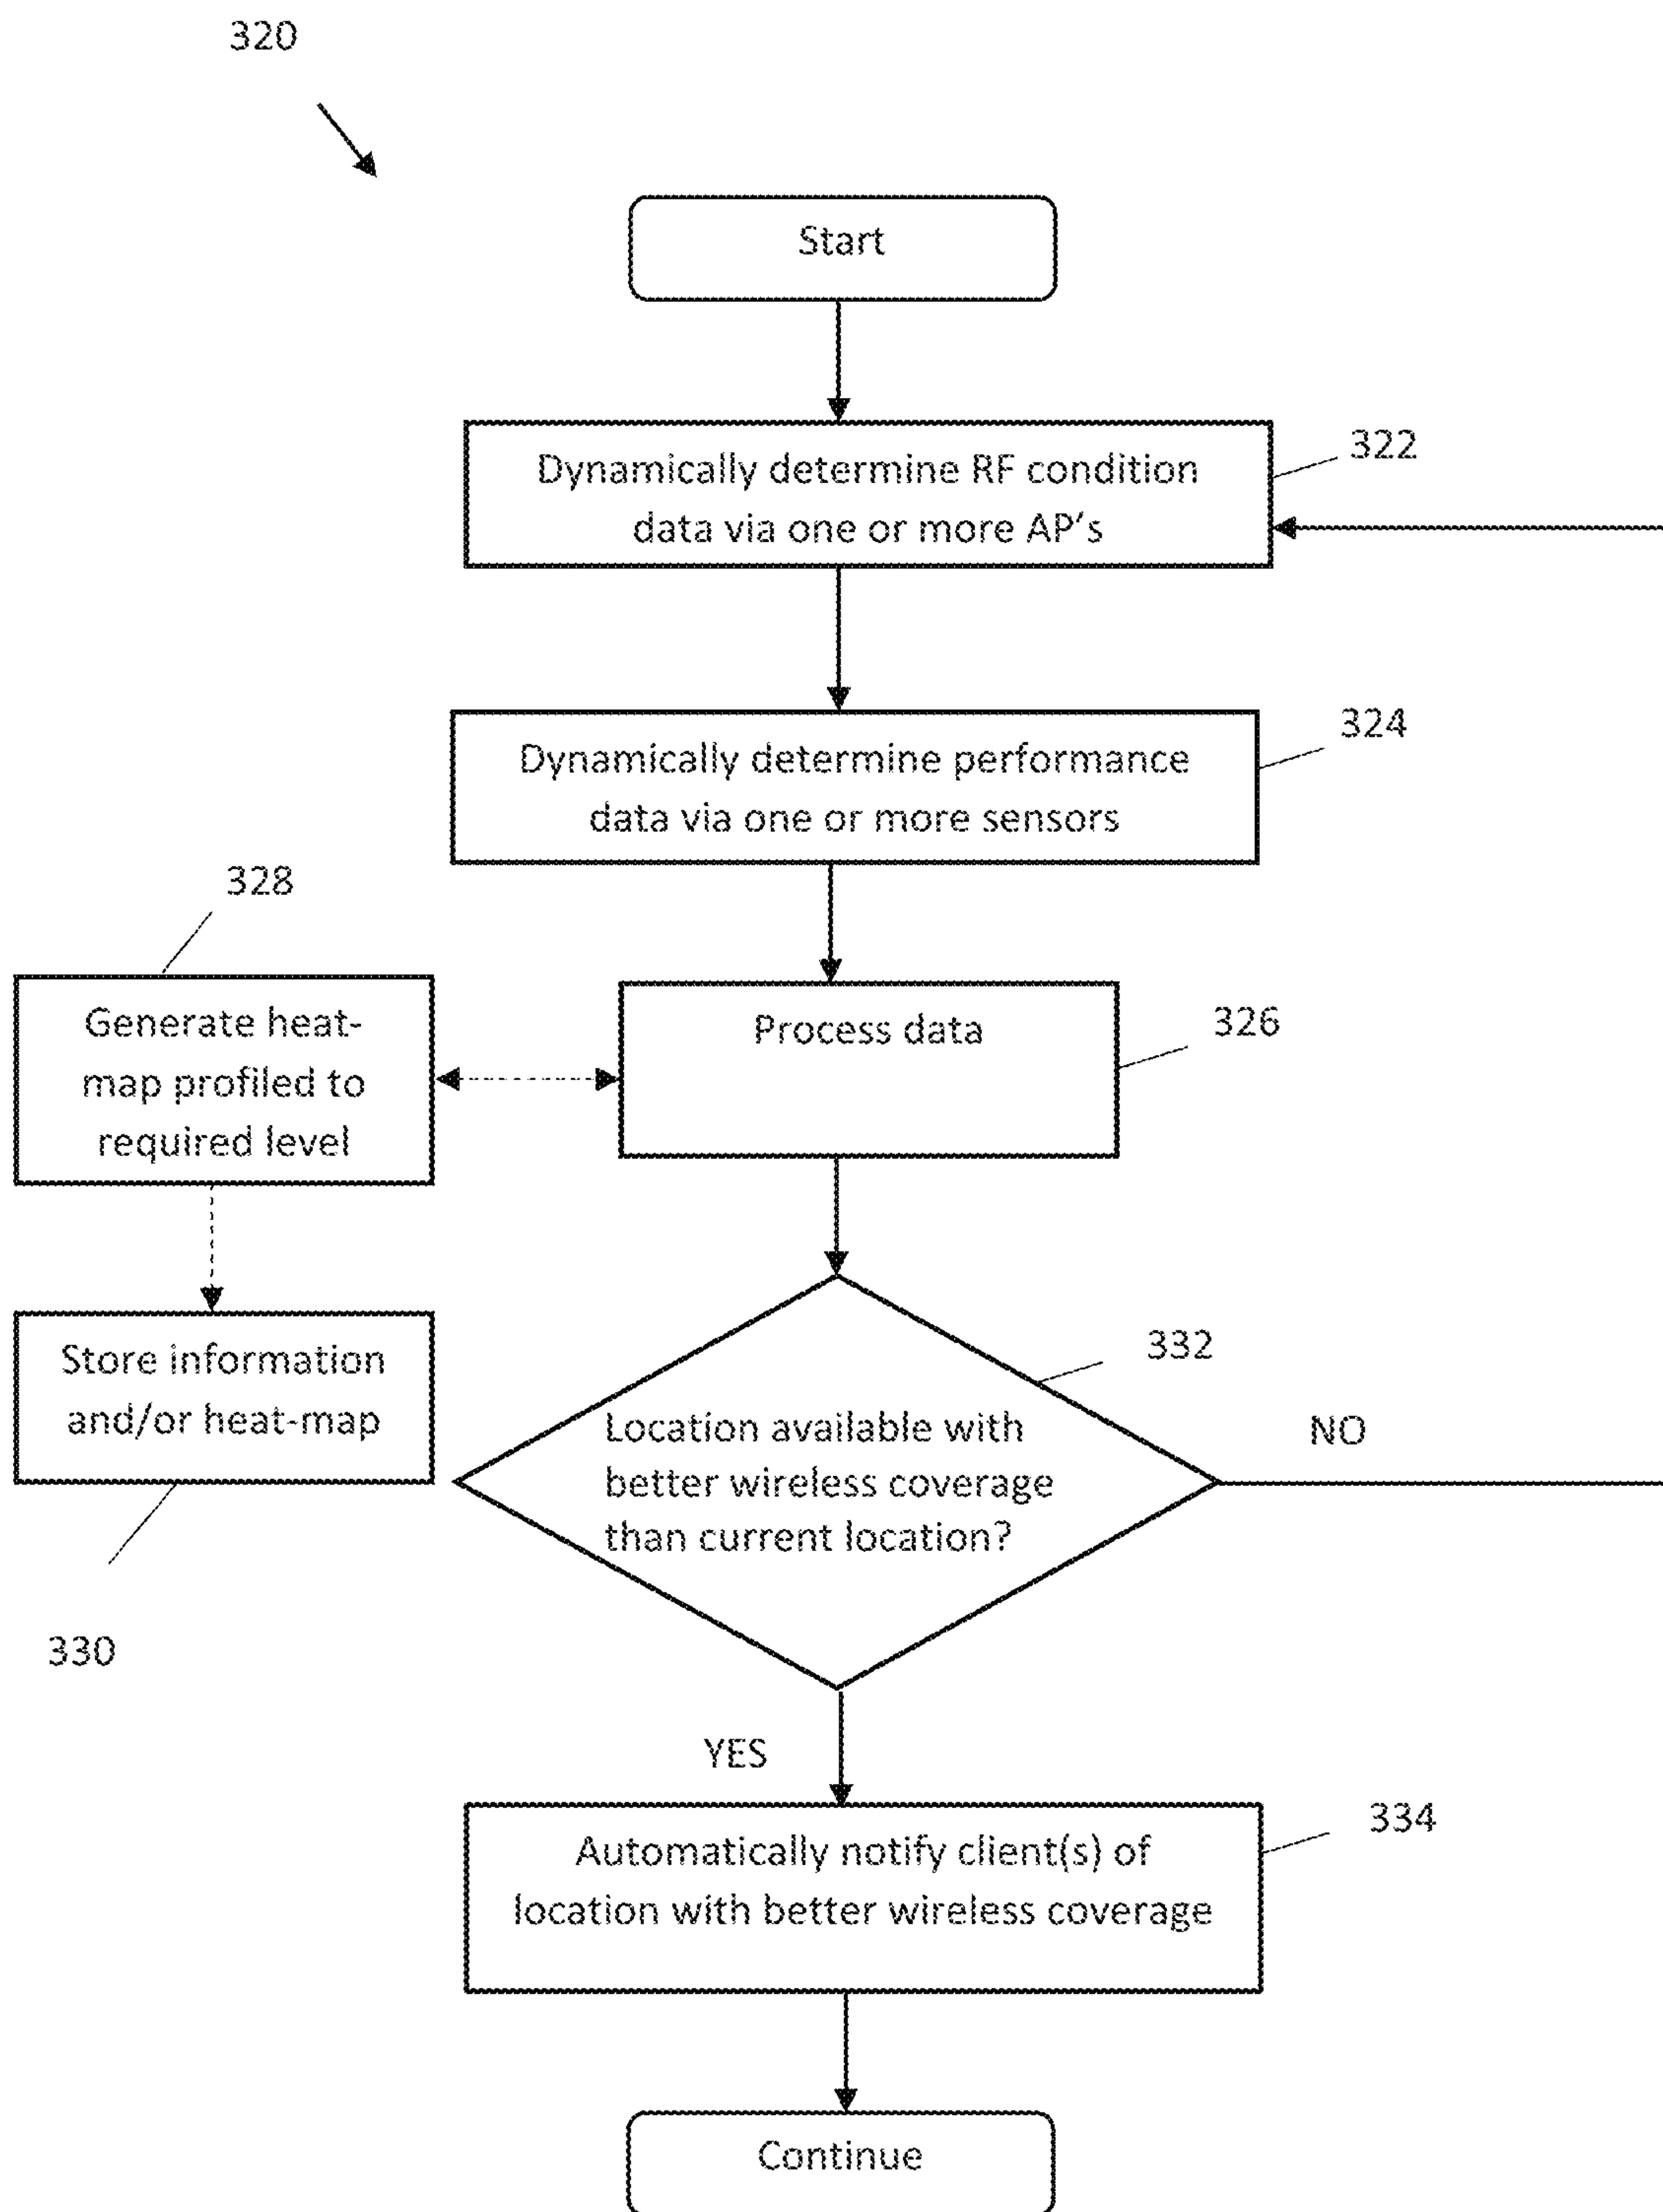 320
Start
Dynamically determine RF condition
data via one or more AP's
322
Dynamically determine performance
data via one or more sensors
324
328
Generate heat-
map profiled to
required level
Process data
326
Store information
and/or heat-map
330
332
Location available with
better wireless coverage
than current location?
NO
YES
Automatically notify client(s) of
location with better wireless coverage
334
Continue